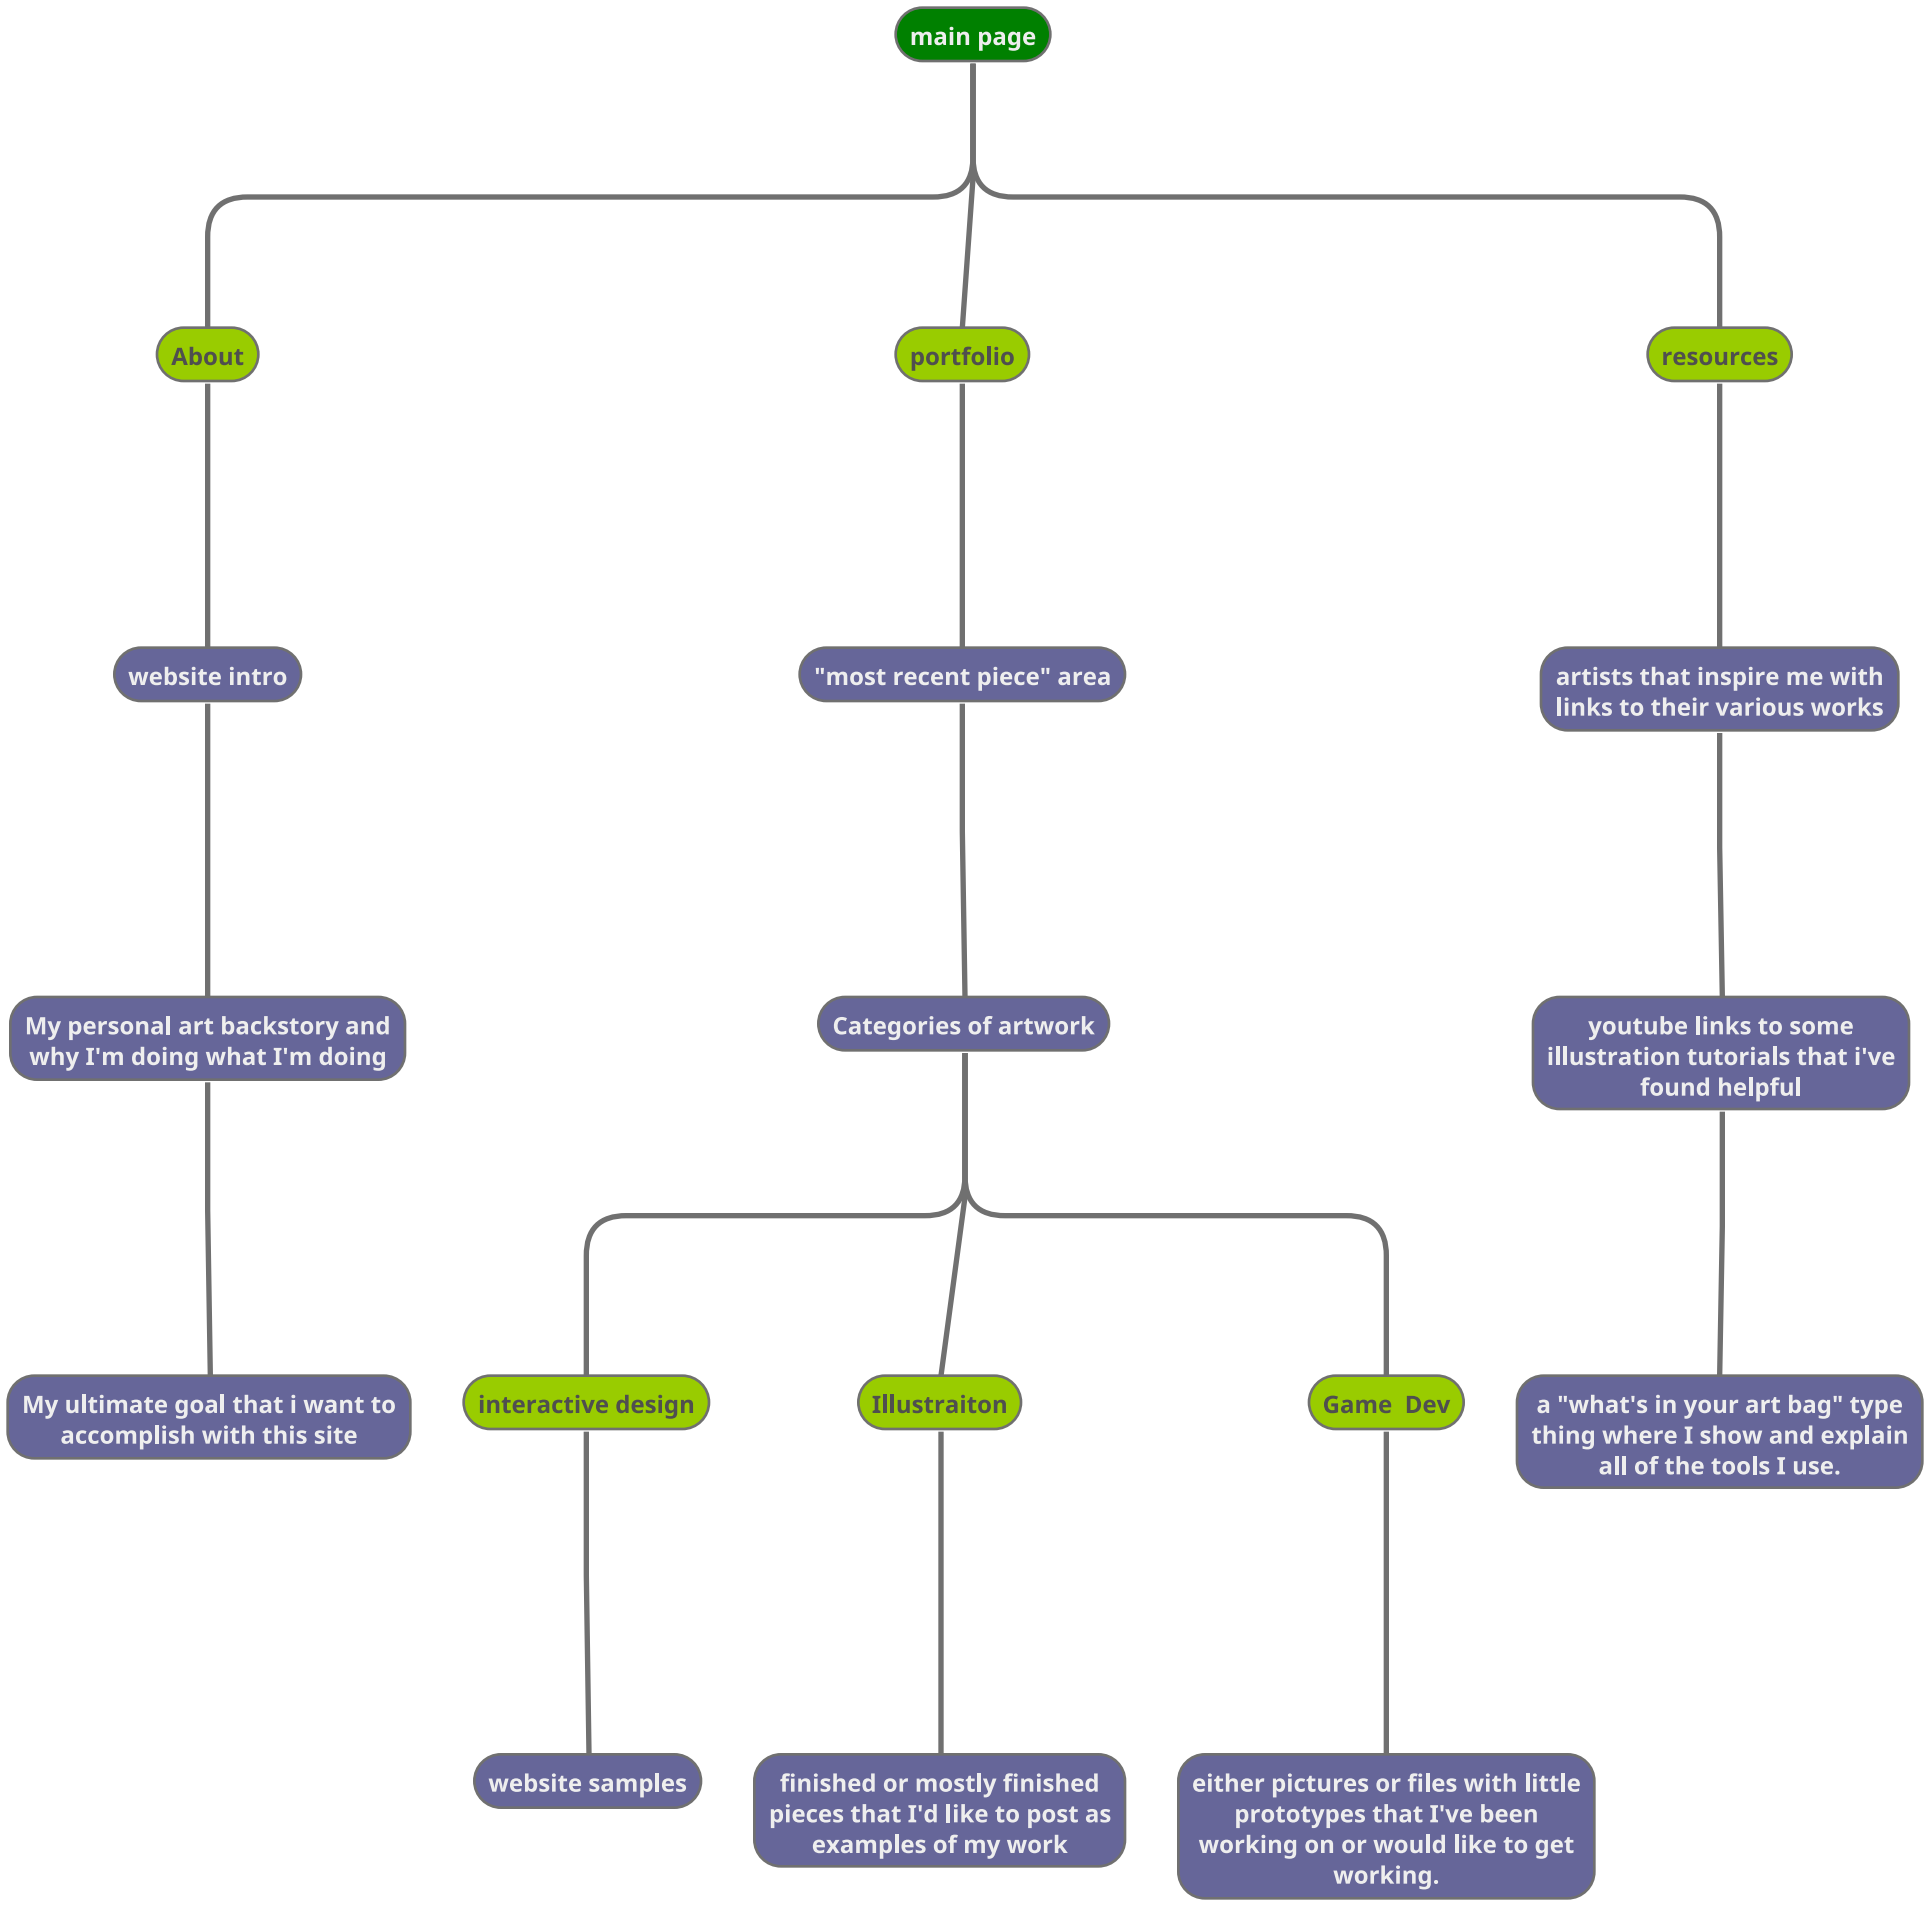 main page
About
portfolio
resources
website intro
"most recent piece" area
artists that inspire me with
links to their various works
My personal art backstory and
why I'm doing what I'm doing
Categories of artwork
youtube links to some
illustration tutorials that i've
found helpful
My ultimate goal that i want to
accomplish with this site
interactive design
Illustraiton
Game  Dev
a "what's in your art bag" type
thing where I show and explain
all of the tools I use.
website samples
finished or mostly finished
pieces that I'd like to post as
examples of my work
either pictures or files with little
prototypes that I've been
working on or would like to get
working.